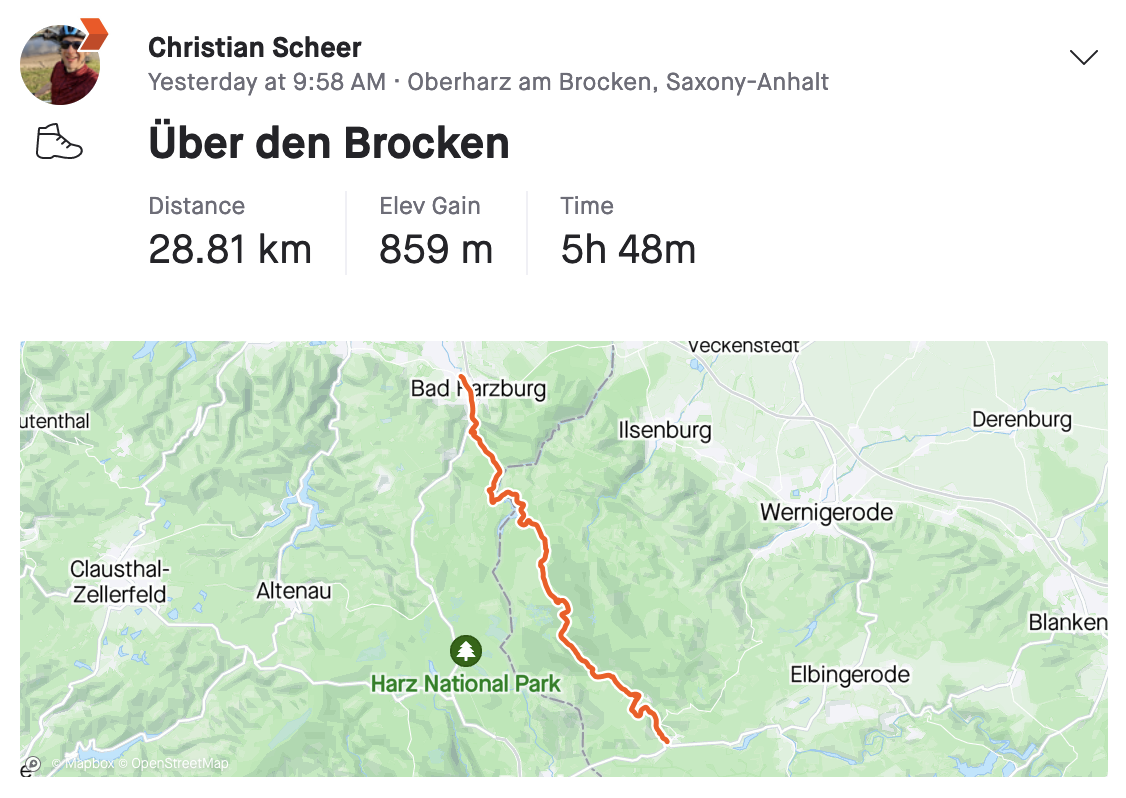 Christian Scheer
Yesterday at 9:58 AM · Oberharz am Brocken, Saxony-Anhalt
Über den Brocken
Distance
Elev Gain
Time
28.81 km
859 m
5h 48m
Veckenstedt
Bad Harzburg
utenthal
Ilsenburg
Derenburg
Wernigerode
Clausthal-
Zellerfeld
Altenau
Blanken
Harz National Park
Elbingerode
e
© Mapbox © OpenStreetMap